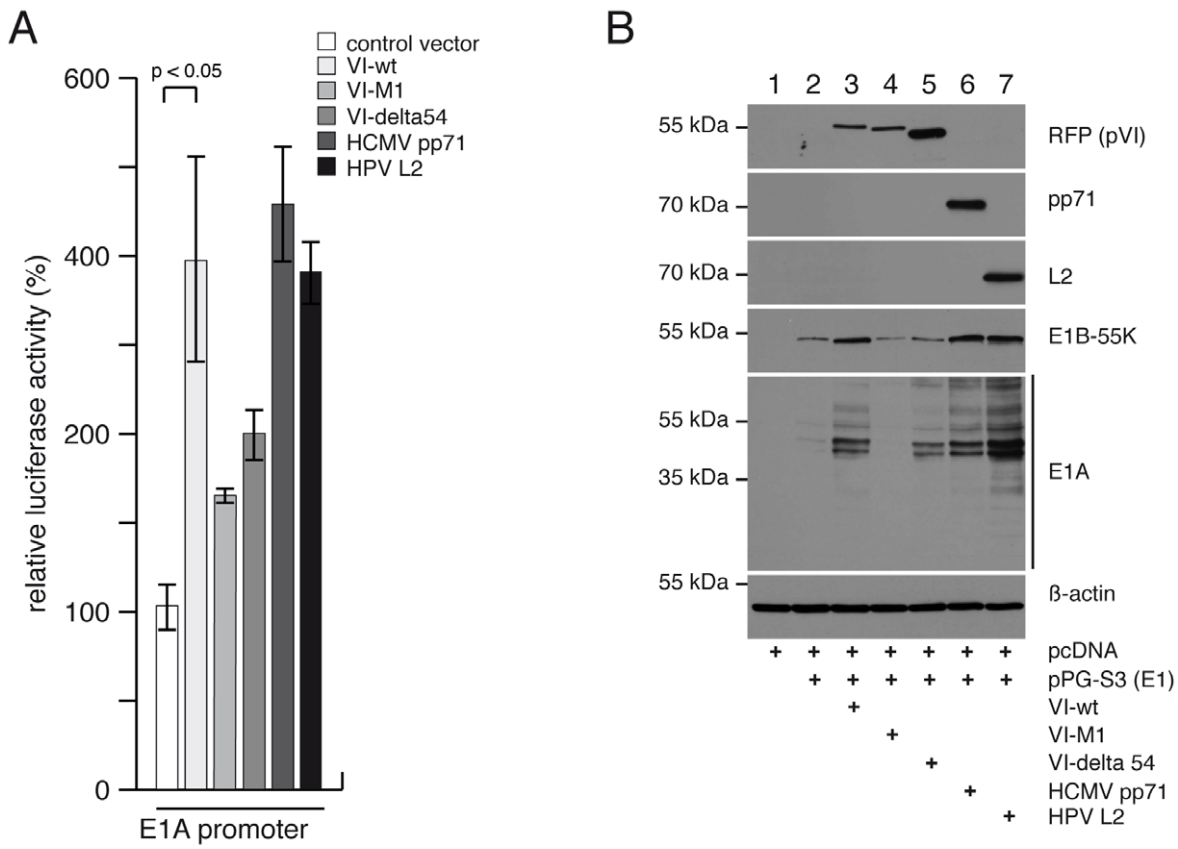 A
control vector
VI-wt
VI-M1
VI-delta54
HCMV pp71
HPV L2
p < 0.05
relative luciferase activity (%)
600
400
200
100
0
E1A promoter
B
1 2 3 4 5 6 7
55 kDa RFP (pVI)
70 kDa pp71
70 kDa L2
55 kDa E1B-55K
55 kDa
35 kDa E1A
55 kDa ß-actin
+ + + + + + + pcDNA
+ + + + + + pPG-S3 (E1)
+ VI-wt
+ VI-M1
+ VI-delta 54
+ HCMV pp71
+ HPV L2